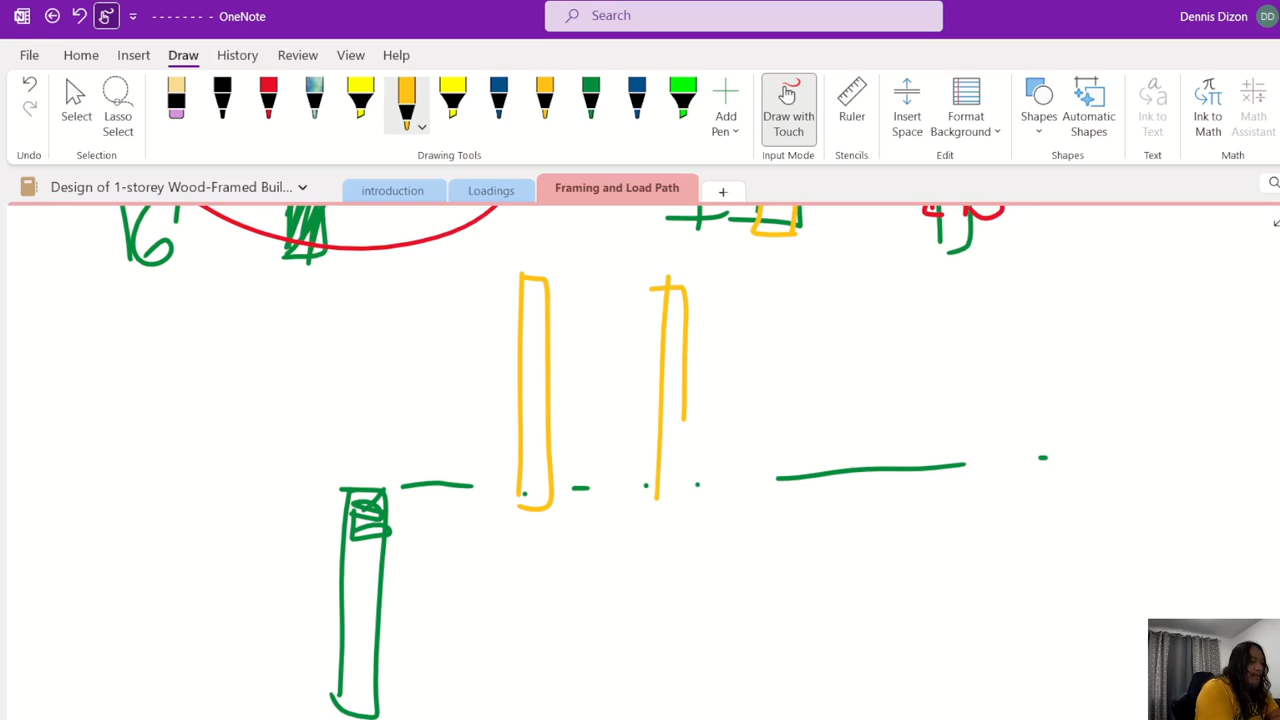 - - - - - - - OneNote
Search
Dennis Dizon DD
File Home Insert Draw History Review View Help
Undo
Select
Lasso Select
Selection
Drawing Tools
Add Pen
Draw with Touch
Input Mode
Ruler
Stencils
Insert Space
Format Background
Edit
Shapes
Automatic Shapes
Shapes
Ink to Text
Text
Ink to Math
Math Assistant
Math
Design of 1-storey Wood-Framed Buil...
introduction
Loadings
Framing and Load Path